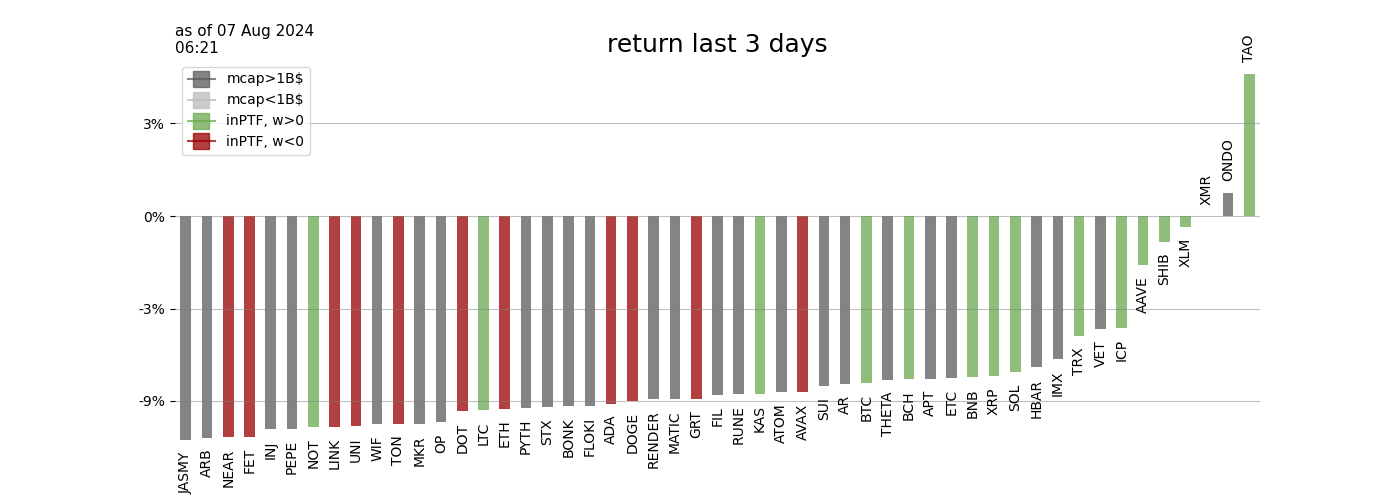 as of 07 Aug 2024
06:21
return last 3 days
mcap>1B$
mcap<1B$
inPTF, w>0
inPTF, w<0
3%
0%
-3%
-9%
JASMY
ARB
NEAR
FET
INJ
PEPE
NOT
LINK
UNI
WIF
TON
MKR
OP
DOT
LTC
ETH
PYTH
STX
BONK
FLOKI
ADA
DOGE
RENDER
MATIC
GRT
FIL
RUNE
KAS
ATOM
AVAX
SUI
AR
BTC
THETA
BCH
APT
ETC
BNB
XRP
SOL
HBAR
IMX
TRX
VET
ICP
AAVE
SHIB
XLM
XMR
ONDO
TAO